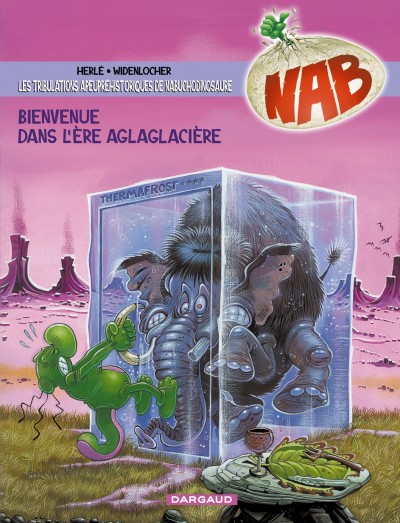 HERLÉ • WIDENLOCHER
LES TRIBULATIONS APEUPRÉHISTORIQUES DE NABUCHODINOSAURE
NAB
BIENVENUE
DANS L'ÈRE AGLAGLACIÈRE
THERMAFROST ****
DARGAUD